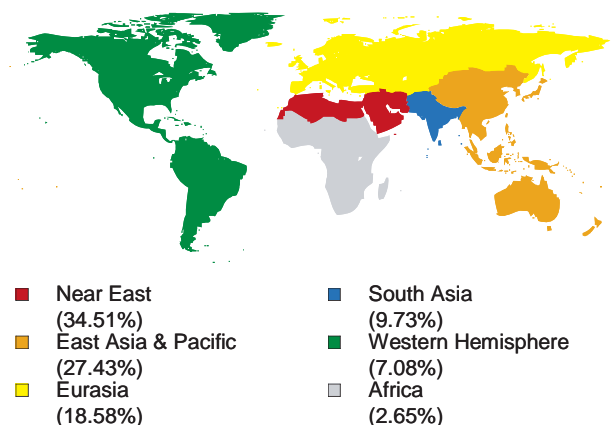 Near East
(34.51%)
East Asia & Pacific
(27.43%)
Eurasia
(18.58%)
South Asia
(9.73%)
Western Hemisphere
(7.08%)
Africa
(2.65%)